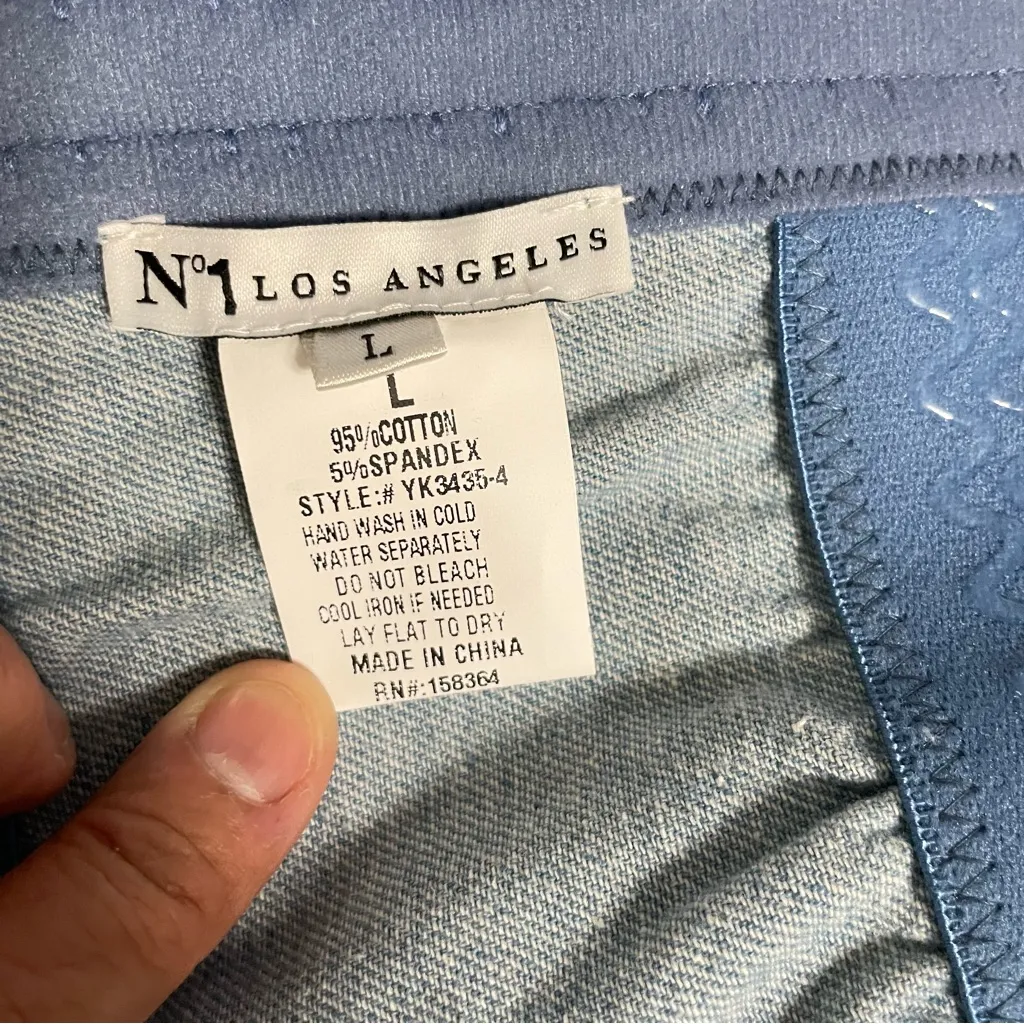 Nº1 LOS ANGELES
L
L
95%COTTON
5%SPANDEX
STYLE:# YK3435-4
HAND WASH IN COLD
WATER SEPARATELY
DO NOT BLEACH
COOL IRON IF NEEDED
LAY FLAT TO DRY
MADE IN CHINA
RN#:158364